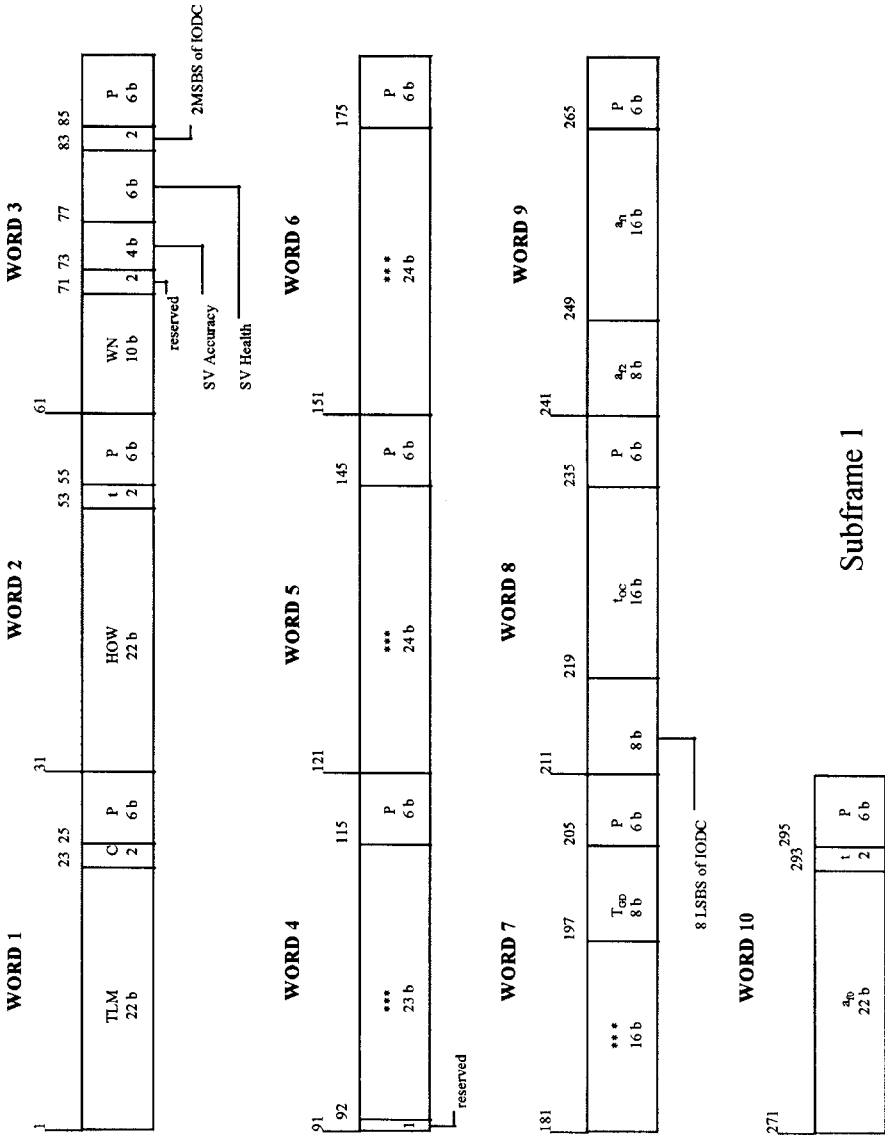 WORD 1
WORD 2
WORD 3
1
23 25
31
53 55
61
71 73
77
83 85
TLM
22 b
C
2
P
6 b
HOW
22 b
t
2
P
6 b
WN
10 b
2
4 b
6 b
2
P
6 b
reserved
SV Accuracy
SV Health
2MSBS of IODC
WORD 4
WORD 5
WORD 6
91
92
115
121
145
151
175
1
***
23 b
P
6 b
***
24 b
P
6 b
***
24 b
P
6 b
reserved
WORD 7
WORD 8
WORD 9
181
197
205
211
219
235
241
249
265
***
16 b
TGD
8 b
P
6 b
8 b
toc
16 b
P
6 b
af2
8 b
af1
16 b
P
6 b
8 LSBS of IODC
WORD 10
271
293
295
af0
22 b
t
2
P
6 b
Subframe 1